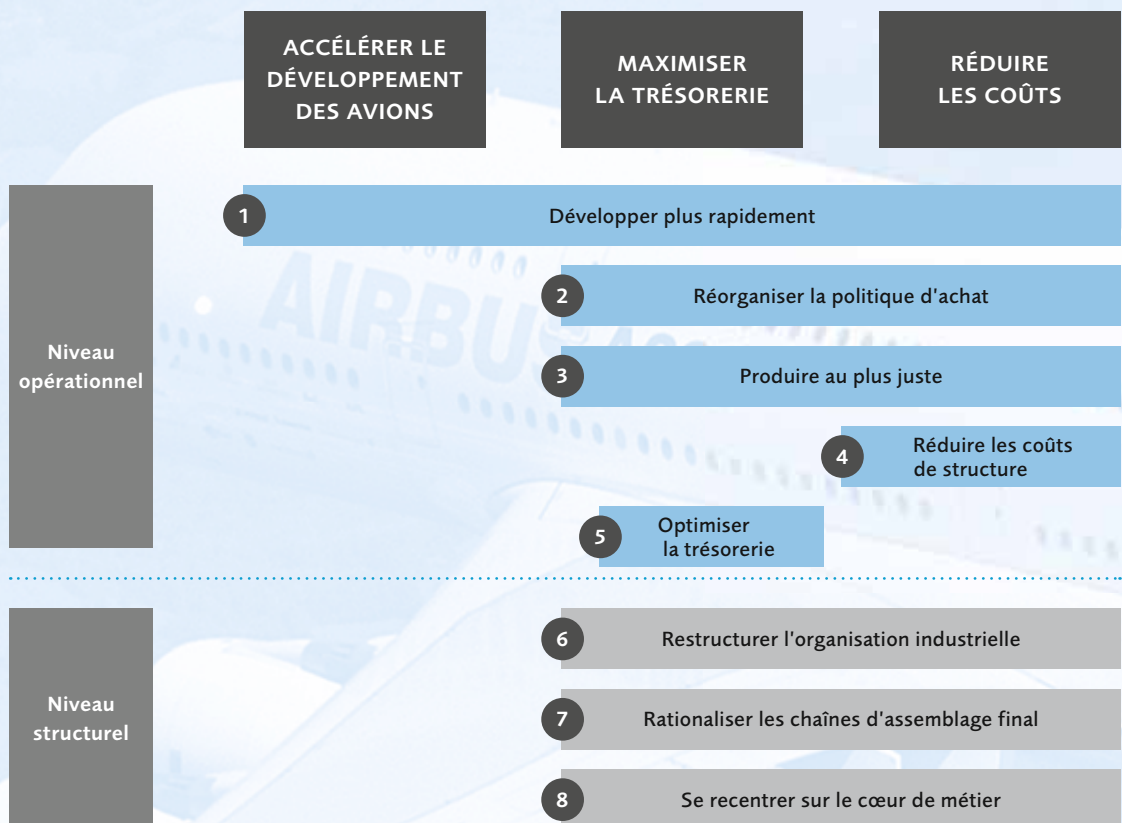 ACCÉLÉRER LE
DÉVELOPPEMENT
DES AVIONS
MAXIMISER
LA TRÉSORERIE
RÉDUIRE
LES COÛTS
Niveau
opérationnel
1 Développer plus rapidement
2 Réorganiser la politique d'achat
3 Produire au plus juste
4 Réduire les coûts
de structure
5 Optimiser
la trésorerie
AIRBUS
Niveau
structurel
6 Restructurer l'organisation industrielle
7 Rationaliser les chaînes d'assemblage final
8 Se recentrer sur le cœur de métier